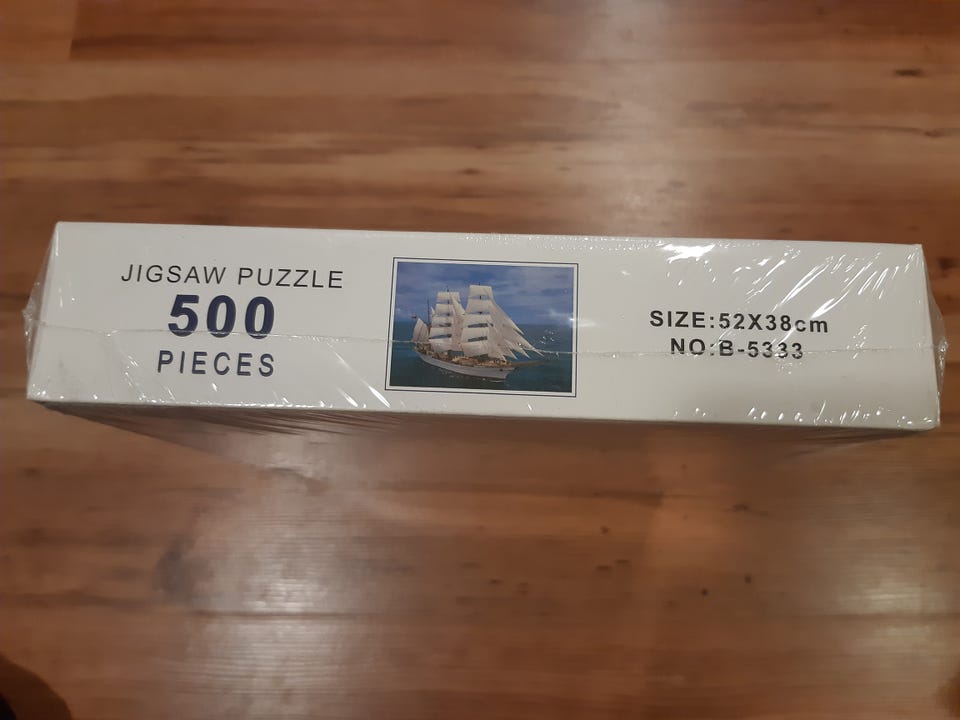 JIGSAW PUZZLE
500
PIECES
SIZE:52X38cm
NO:B-5333